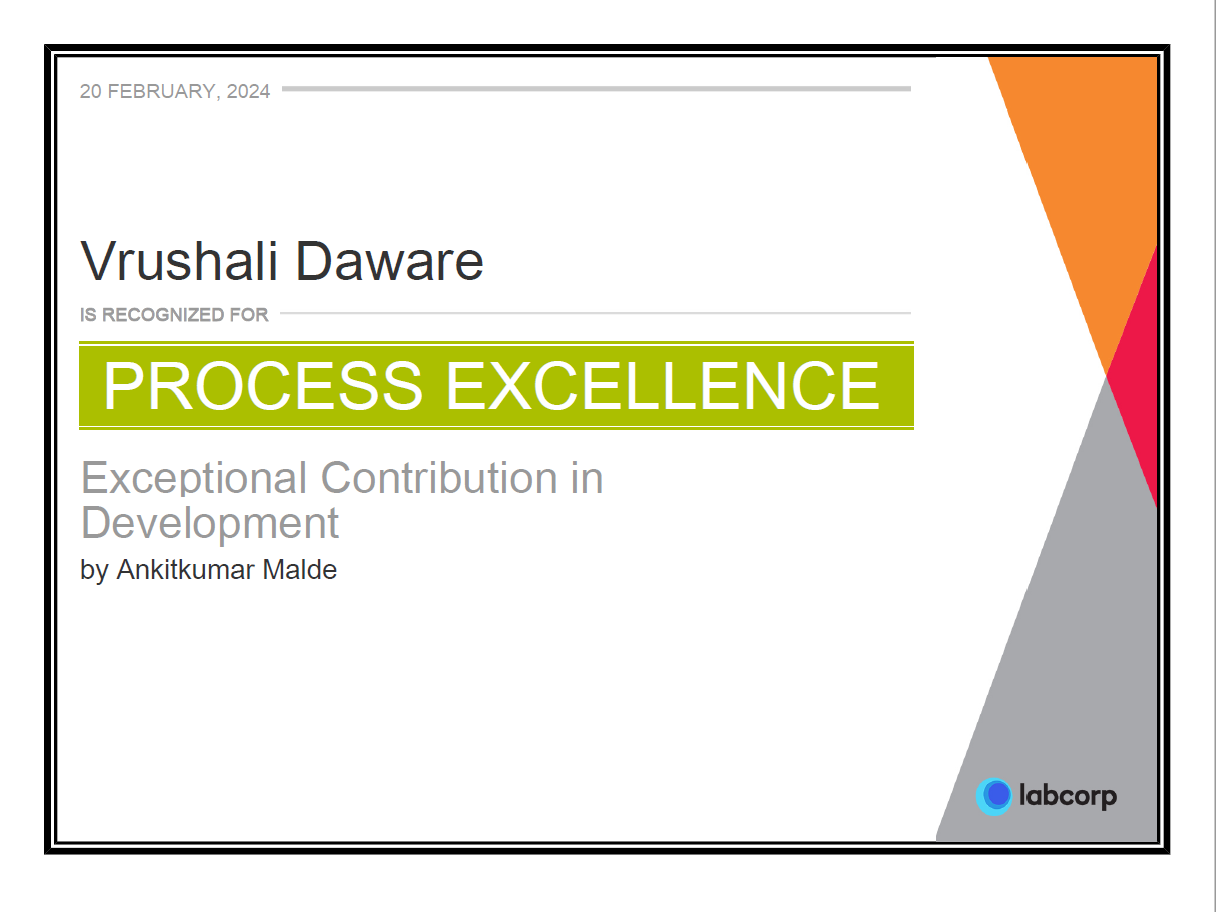 20 FEBRUARY, 2024
Vrushali Daware
IS RECOGNIZED FOR
PROCESS EXCELLENCE
Exceptional Contribution in
Development
by Ankitkumar Malde
labcorp